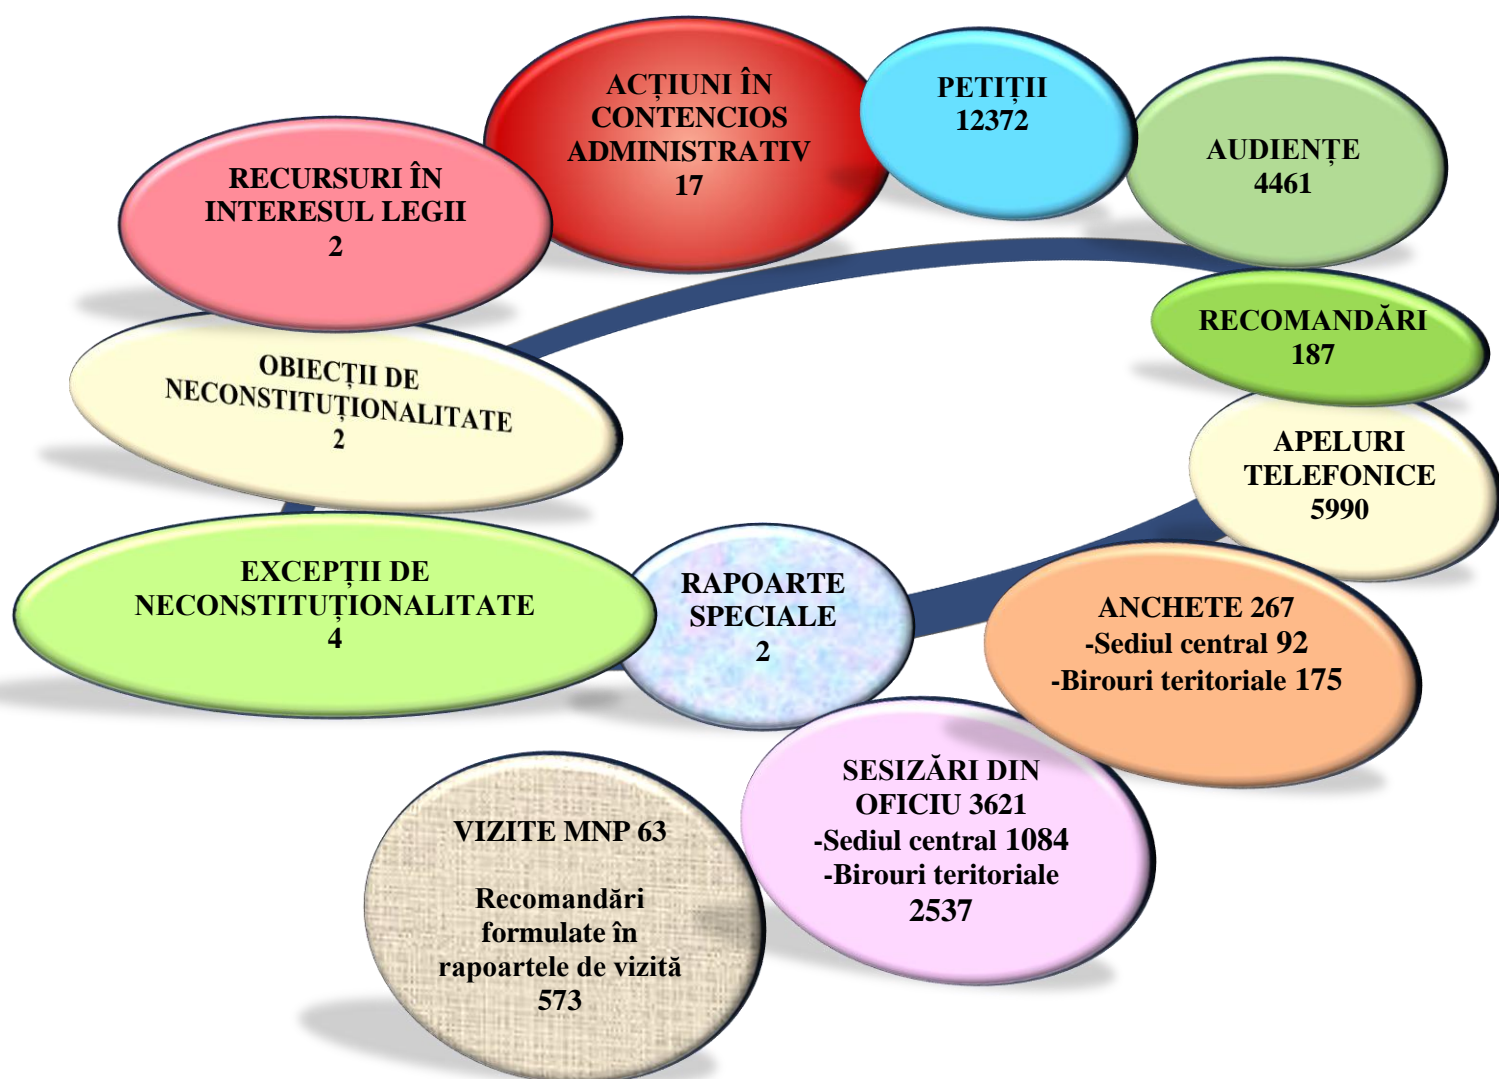 ACȚIUNI ÎN
CONTENCIOS
ADMINISTRATIV
17
PETIȚII
12372
AUDIENȚE
4461
RECURSURI ÎN
INTERESUL LEGII
2
RECOMANDĂRI
187
OBIECȚII DE
NECONSTITUȚIONALITATE
2
APELURI
TELEFONICE
5990
EXCEPȚII DE
NECONSTITUȚIONALITATE
4
RAPOARTE
SPECIALE
2
ANCHETE 267
-Sediul central 92
-Birouri teritoriale 175
SESIZĂRI DIN
OFICIU 3621
-Sediul central 1084
-Birouri teritoriale
2537
VIZITE MNP 63
Recomandări
formulate în
rapoartele de vizită
573